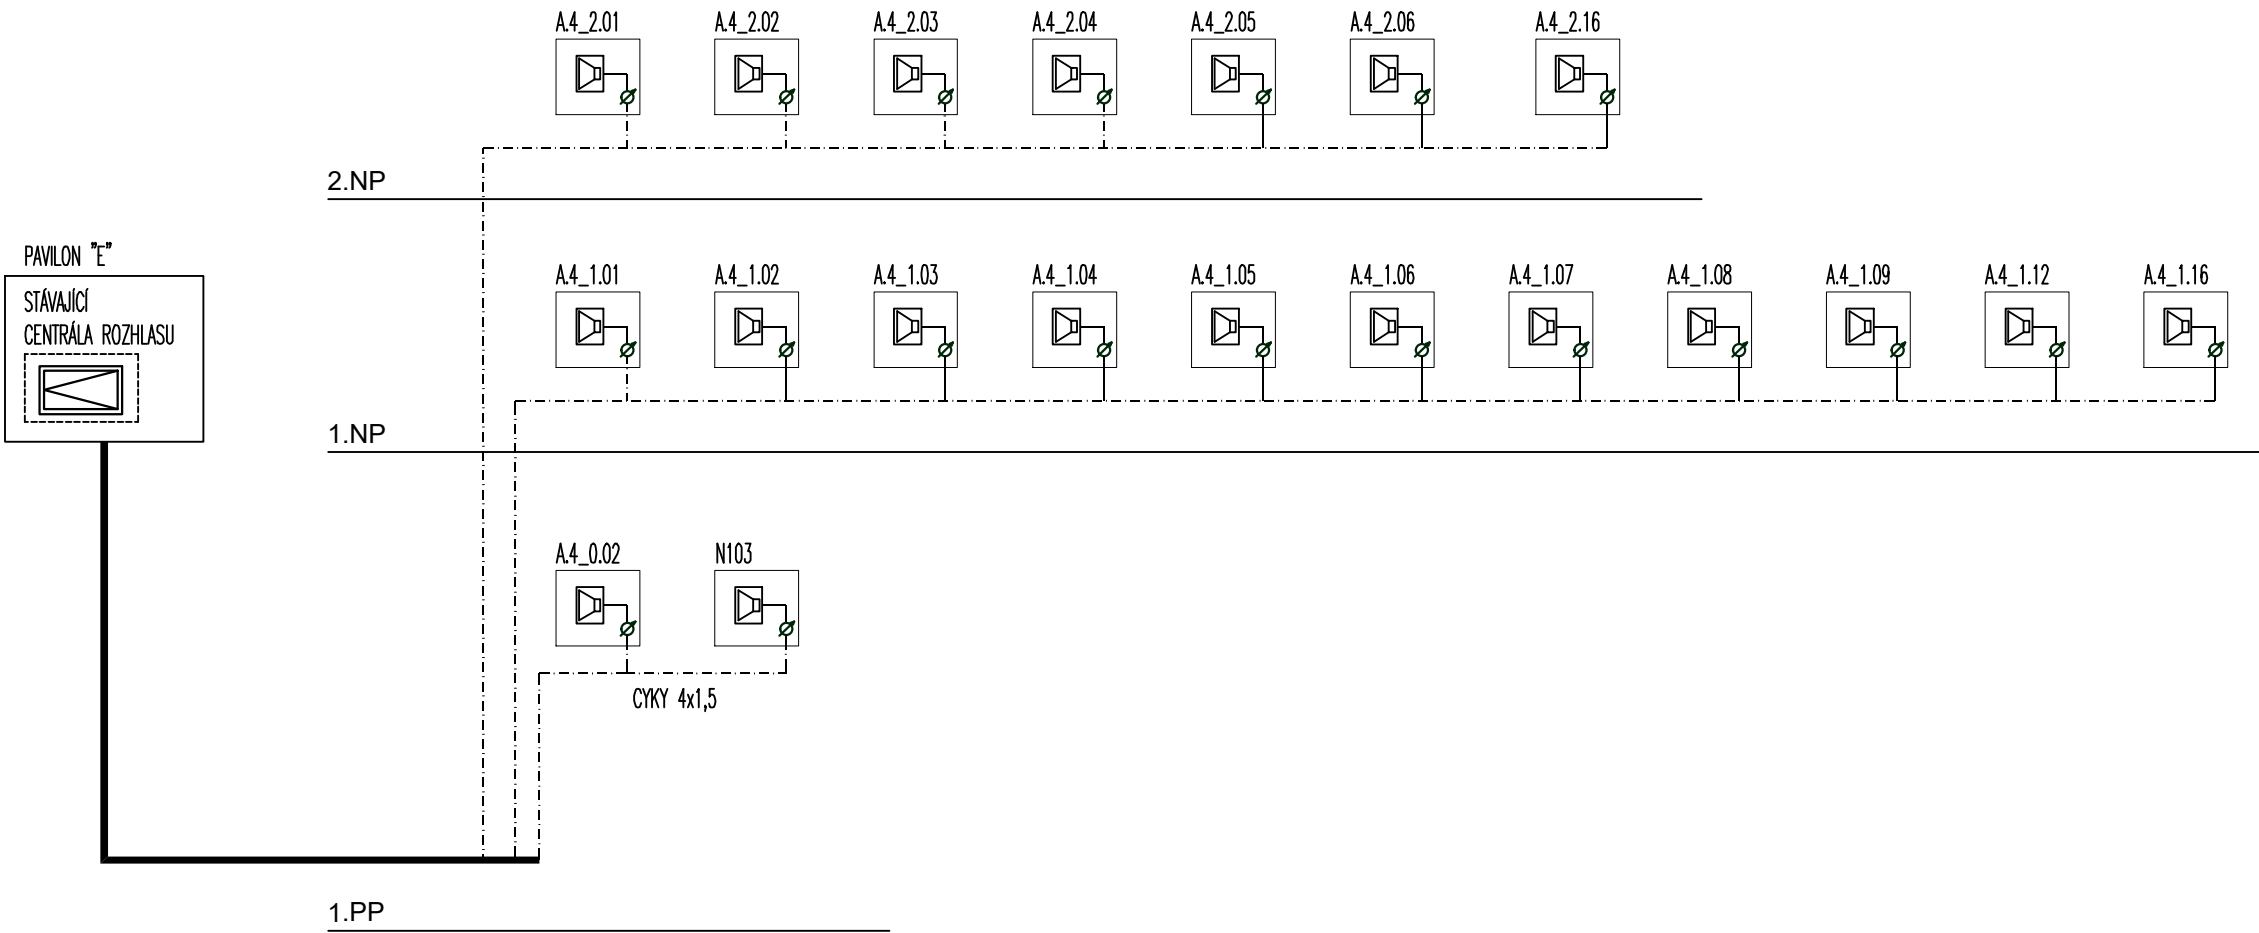 A.4_2.01
A.4_2.02
A.4_2.03
A.4_2.04
A.4_2.05
A.4_2.06
A.4_2.16
2.NP
PAVILON "E"
STÁVAJÍCÍ
CENTRÁLA ROZHLASU
A.4_1.01
A.4_1.02
A.4_1.03
A.4_1.04
A.4_1.05
A.4_1.06
A.4_1.07
A.4_1.08
A.4_1.09
A.4_1.12
A.4_1.16
1.NP
A.4_0.02
N103
CYKY 4x1,5
1.PP